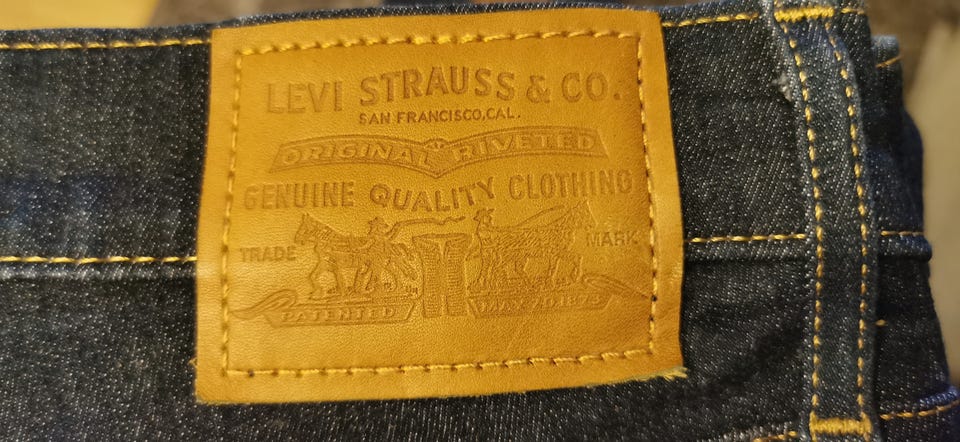 LEVI STRAUSS & CO.
SAN FRANCISCO, CAL.
ORIGINAL RIVETED
GENUINE QUALITY CLOTHING
TRADE MARK
PATENTED MAY 20 1873